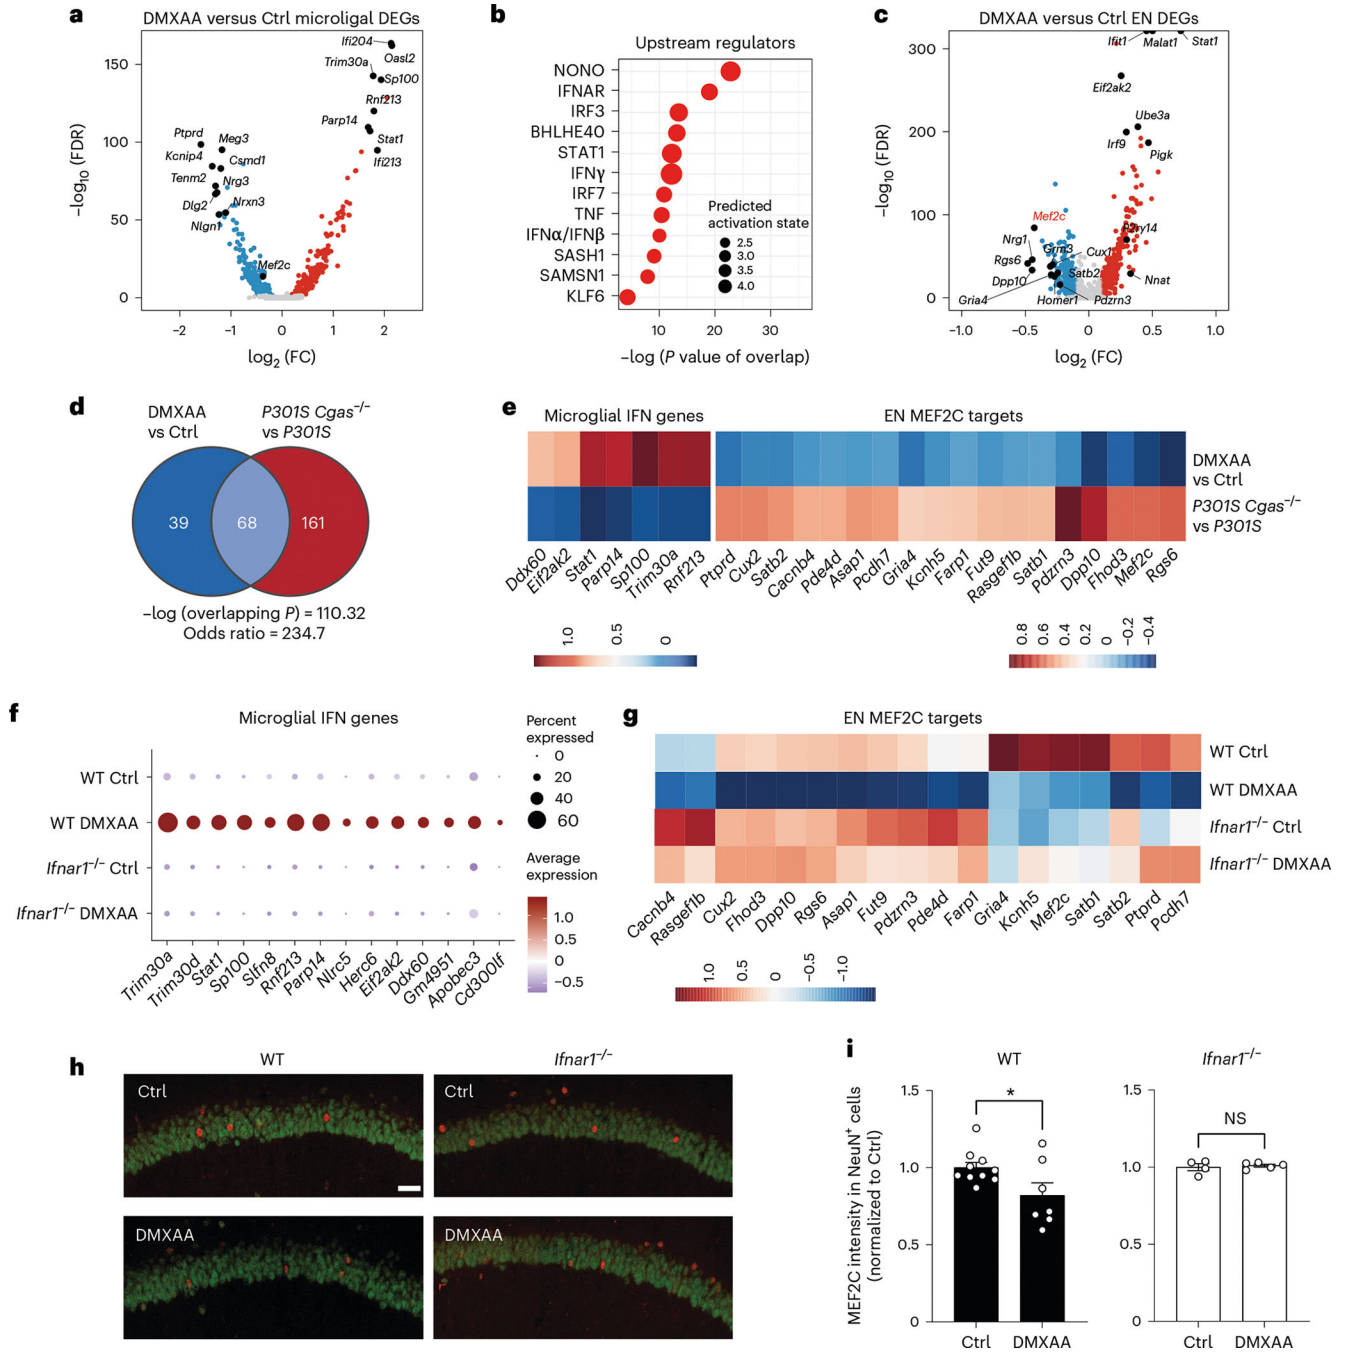 a
DMXAA versus Ctrl microligal DEGs
−log10 (FDR)
150
100
50
0
−2
−1
0
1
2
log2 (FC)
Ifi204
Oasl2
Trim30a
Sp100
Rnf213
Parp14
Stat1
Ifi213
Ptprd
Meg3
Kcnip4
Csmd1
Tenm2
Nrg3
Dlg2
Nrxn3
Nlgn1
Mef2c
b
Upstream regulators
NONO
IFNAR
IRF3
BHLHE40
STAT1
IFNγ
IRF7
TNF
IFNα/IFNβ
SASH1
SAMSN1
KLF6
Predicted
activation state
2.5
3.0
3.5
4.0
10
20
30
−log (P value of overlap)
c
DMXAA versus Ctrl EN DEGs
−log10 (FDR)
300
200
100
0
−1.0
−0.5
0
0.5
1.0
log2 (FC)
Ifit1
Malat1
Stat1
Eif2ak2
Ube3a
Irf9
Pigk
Mef2c
P2ry14
Nrg1
Grm3
Cux1
Rgs6
Satb2
Dpp10
Nnat
Gria4
Homer1
Pdzrn3
d
DMXAA
vs Ctrl
P301S Cgas−/−
vs P301S
39
68
161
−log (overlapping P) = 110.32
Odds ratio = 234.7
e
Microglial IFN genes
EN MEF2C targets
DMXAA
vs Ctrl
P301S Cgas−/−
vs P301S
Ddx60
Eif2ak2
Stat1
Parp14
Sp100
Trim30a
Rnf213
Ptprd
Cux2
Satb2
Cacnb4
Pde4d
Asap1
Pcdh7
Gria4
Kcnh5
Farp1
Fut9
Rasgef1b
Satb1
Pdzrn3
Dpp10
Fhod3
Mef2c
Rgs6
1.0
0.5
0
0.8
0.6
0.4
0.2
0
−0.2
−0.4
f
Microglial IFN genes
WT Ctrl
WT DMXAA
Ifnar1−/− Ctrl
Ifnar1−/− DMXAA
Trim30a
Trim30d
Stat1
Sp100
Slfn8
Rnf213
Parp14
Nlrc5
Herc6
Eif2ak2
Ddx60
Gm4951
Apobec3
Cd300lf
Percent
expressed
0
20
40
60
Average
expression
1.0
0.5
0
−0.5
g
EN MEF2C targets
WT Ctrl
WT DMXAA
Ifnar1−/− Ctrl
Ifnar1−/− DMXAA
Cacnb4
Rasgef1b
Cux2
Fhod3
Dpp10
Rgs6
Asap1
Fut9
Pdzrn3
Pde4d
Farp1
Gria4
Kcnh5
Mef2c
Satb1
Satb2
Ptprd
Pcdh7
1.0
0.5
0
−0.5
−1.0
h
WT
Ifnar1−/−
Ctrl
Ctrl
DMXAA
DMXAA
i
WT
Ifnar1−/−
MEF2C intensity in NeuN+ cells
(normalized to Ctrl)
1.5
1.0
0.5
0
*
Ctrl
DMXAA
1.5
1.0
0.5
0
NS
Ctrl
DMXAA